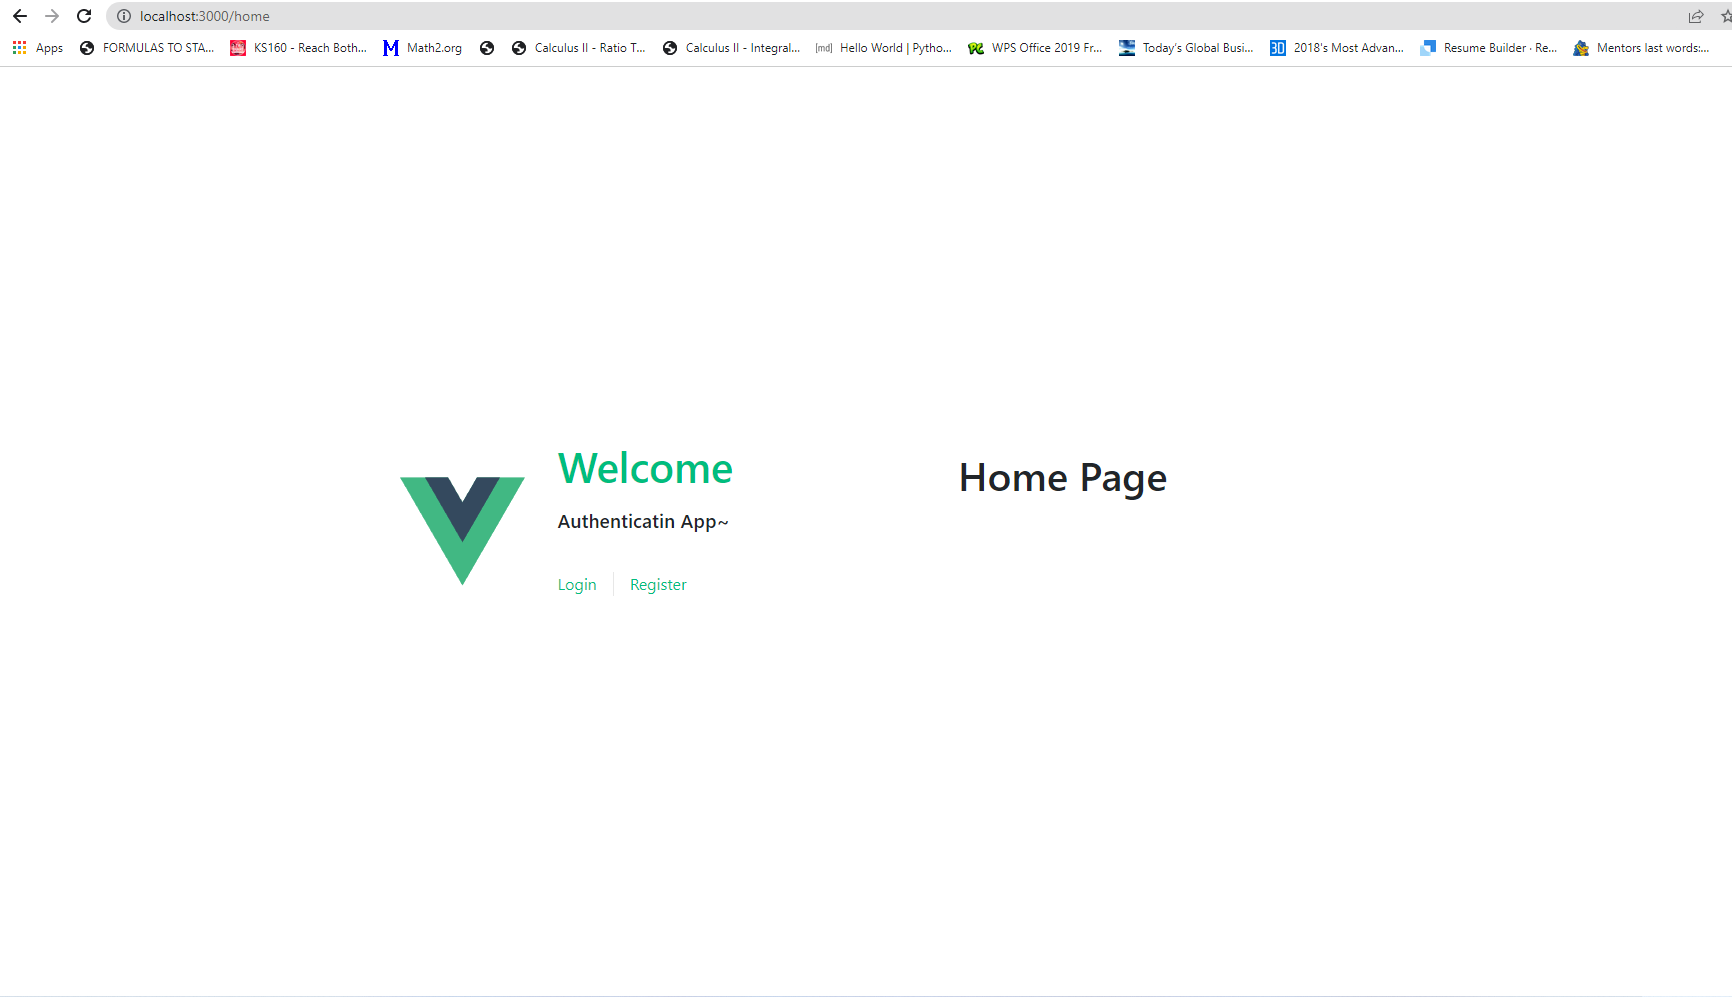 localhost:3000/home
Apps FORMULAS TO STA... KS160 - Reach Both... Math2.org Calculus II - Ratio T... Calculus II - Integral... [md] Hello World | Pytho... WPS Office 2019 Fr... Today's Global Busi... 3D 2018's Most Advan... Resume Builder · Re... Mentors last words:...
Welcome
Authenticatin App~
Login Register
Home Page